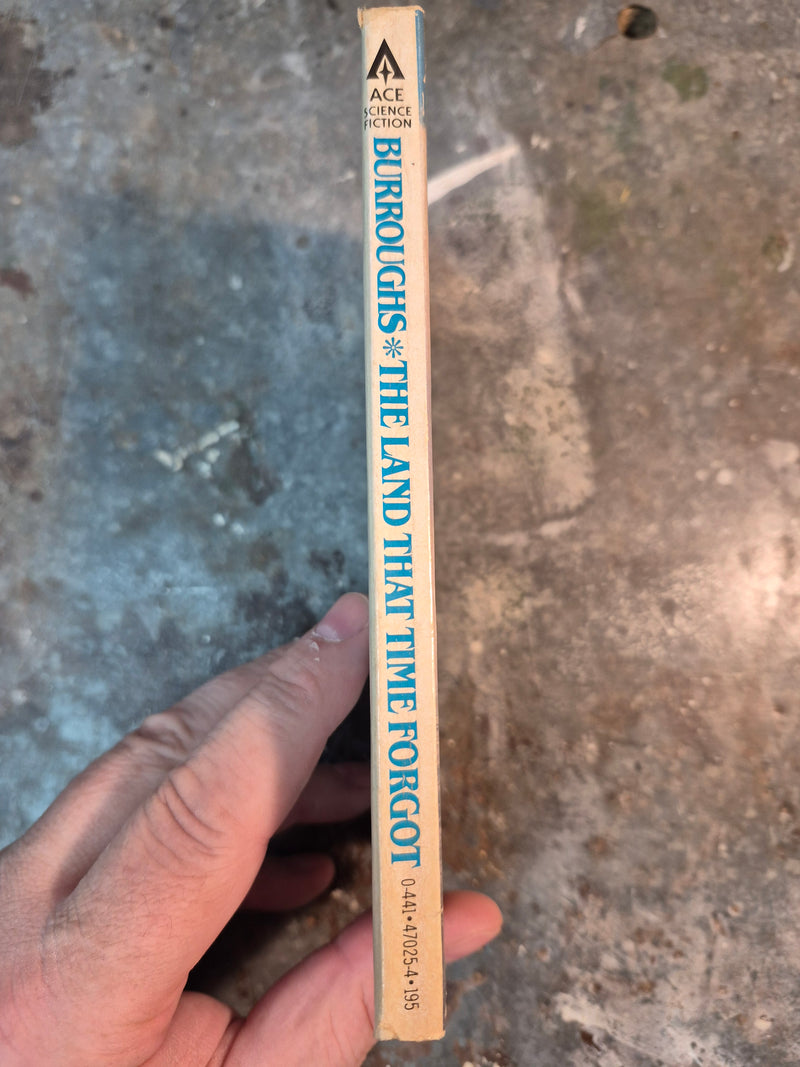 ACE
SCIENCE
FICTION
BURROUGHS * THE LAND THAT TIME FORGOT
0-441•47025-4•195